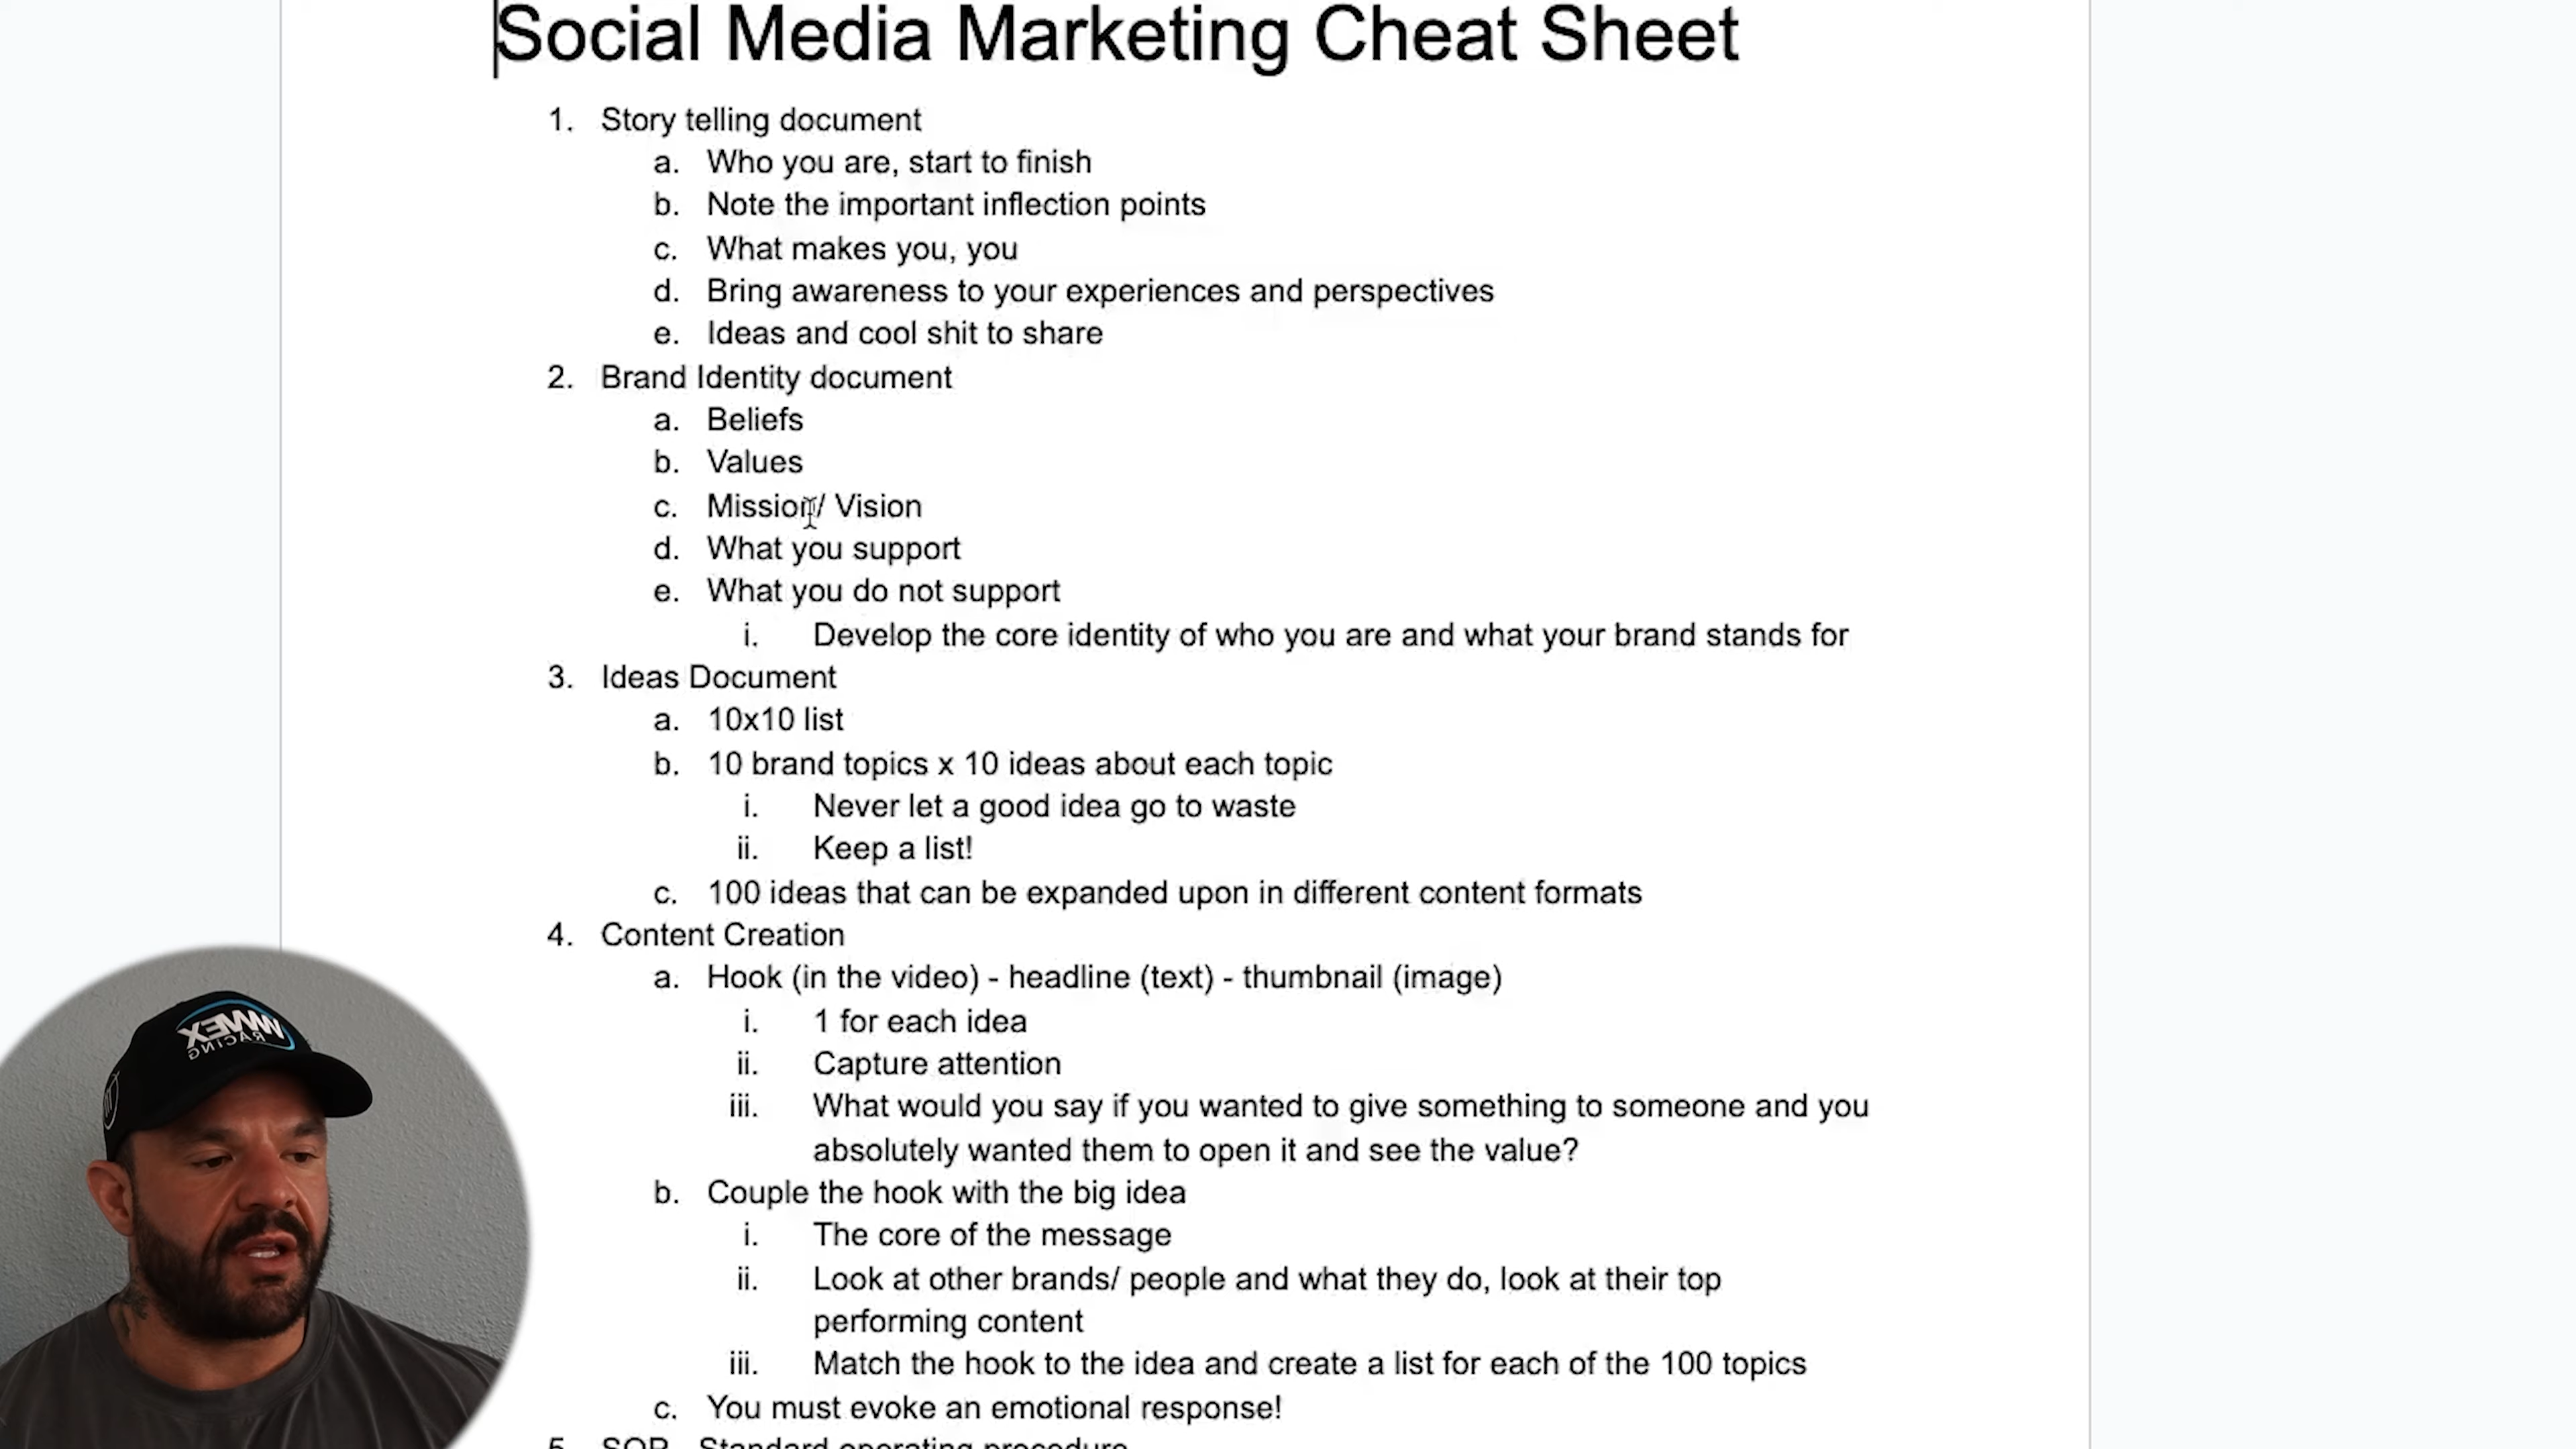 Social Media Marketing Cheat Sheet
1. Story telling document
a. Who you are, start to finish
b. Note the important inflection points
c. What makes you, you
d. Bring awareness to your experiences and perspectives
e. Ideas and cool shit to share
2. Brand Identity document
a. Beliefs
b. Values
c. Mission/ Vision
d. What you support
e. What you do not support
i. Develop the core identity of who you are and what your brand stands for
3. Ideas Document
a. 10x10 list
b. 10 brand topics x 10 ideas about each topic
i. Never let a good idea go to waste
ii. Keep a list!
c. 100 ideas that can be expanded upon in different content formats
4. Content Creation
a. Hook (in the video) - headline (text) - thumbnail (image)
i. 1 for each idea
ii. Capture attention
iii. What would you say if you wanted to give something to someone and you
absolutely wanted them to open it and see the value?
b. Couple the hook with the big idea
i. The core of the message
ii. Look at other brands/ people and what they do, look at their top
performing content
iii. Match the hook to the idea and create a list for each of the 100 topics
c. You must evoke an emotional response!
5. SOP - Standard operating procedure
RACING